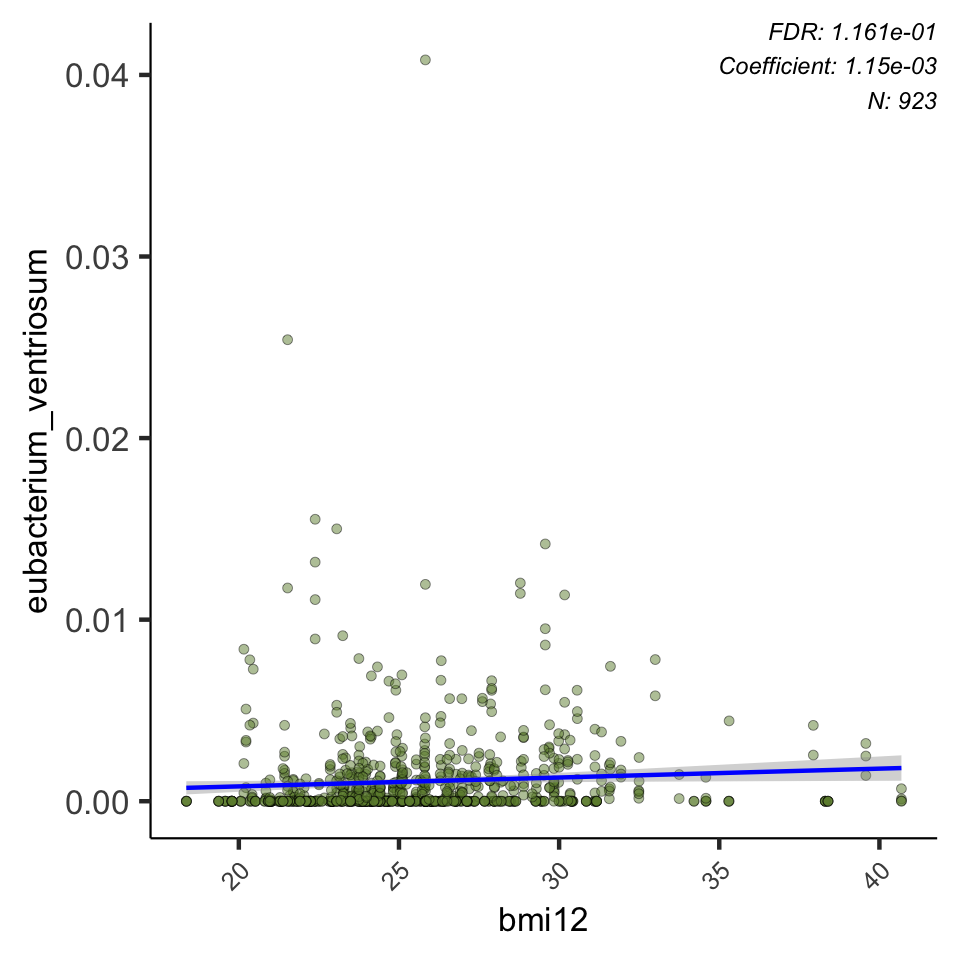 FDR: 1.161e-01
Coefficient: 1.15e-03
N: 923
eubacterium_ventriosum
0.04
0.03
0.02
0.01
0.00
20 25 30 35 40
bmi12